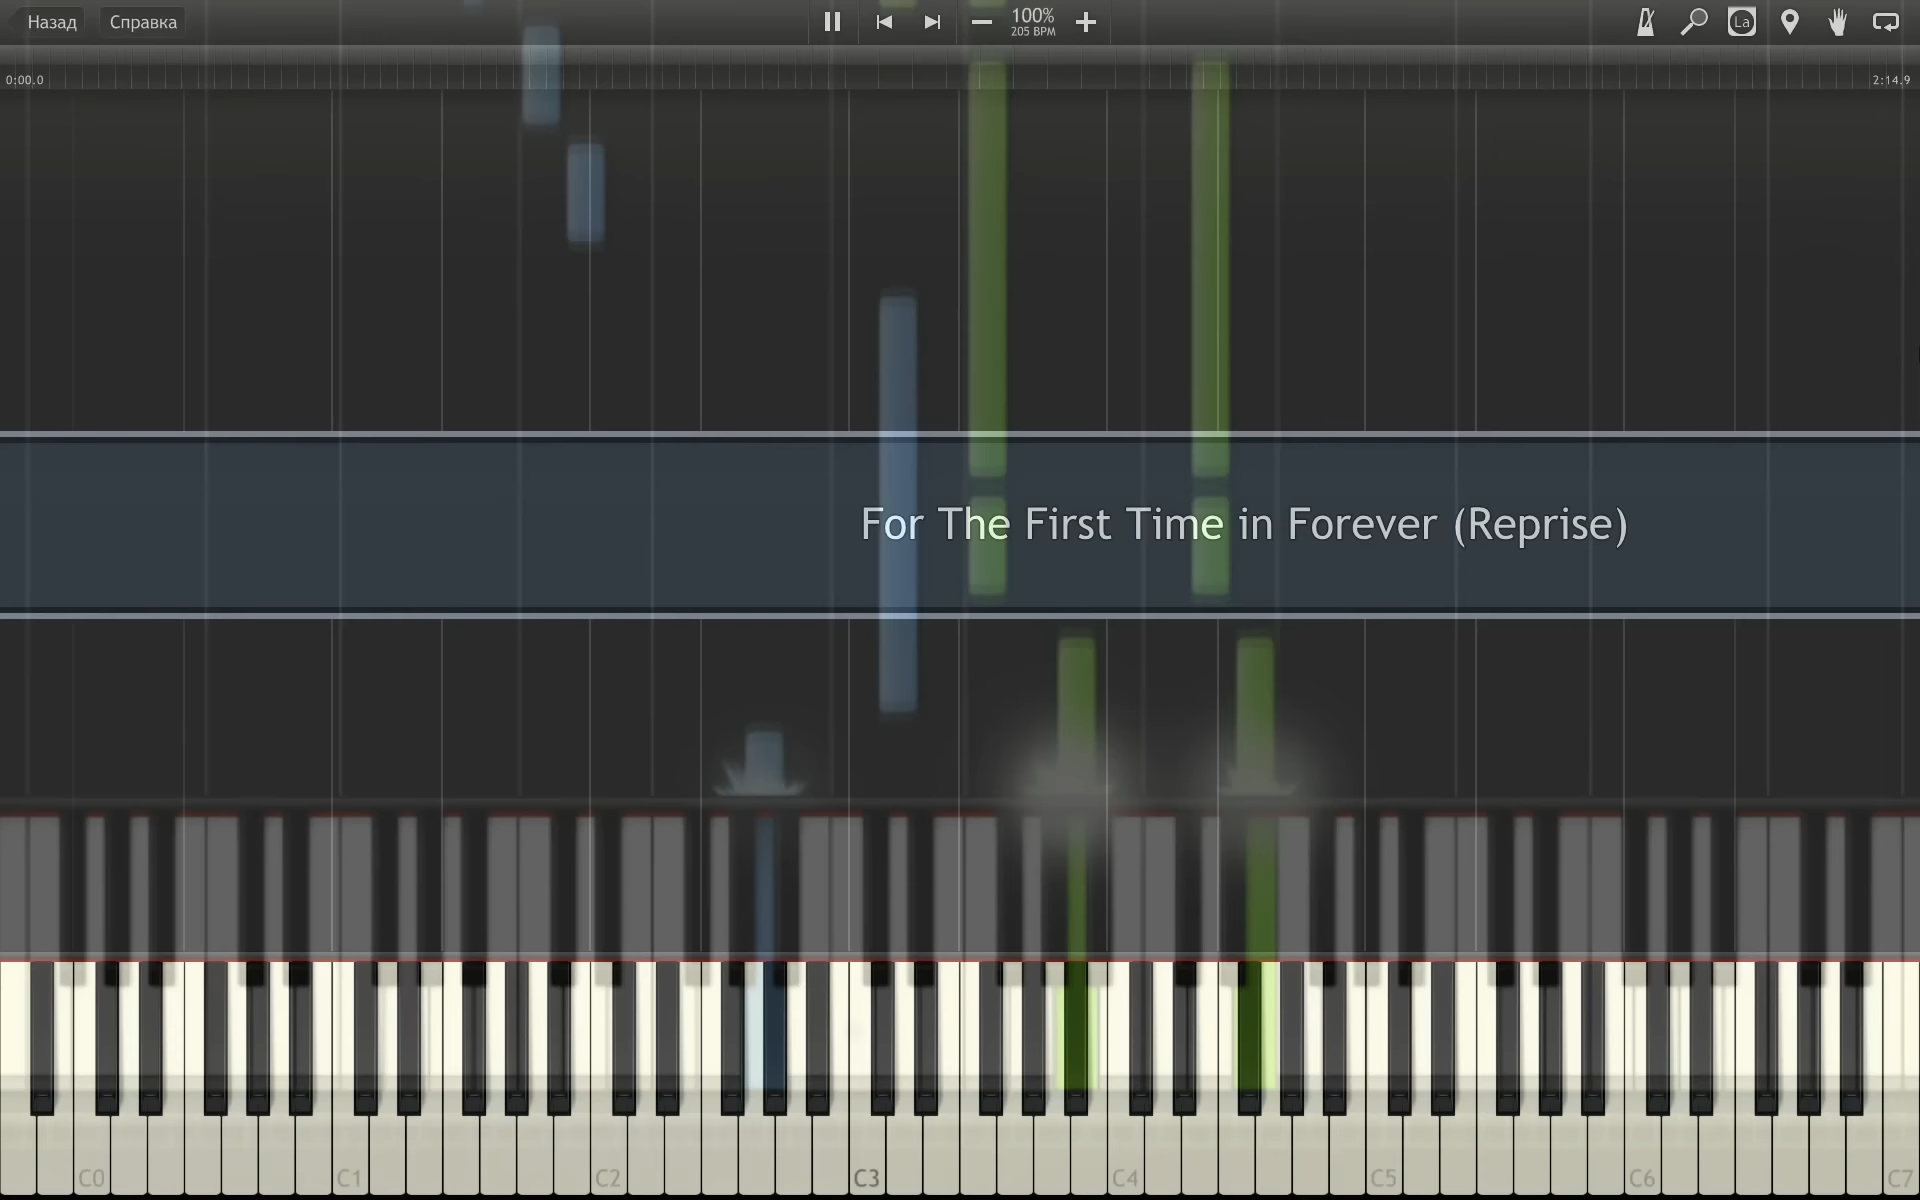 Назад Справка 100% La
205 BPM
0:00.0 2:14.9
For The First Time in Forever (Reprise)
C0 C1 C2 C3 C4 C5 C6 C7